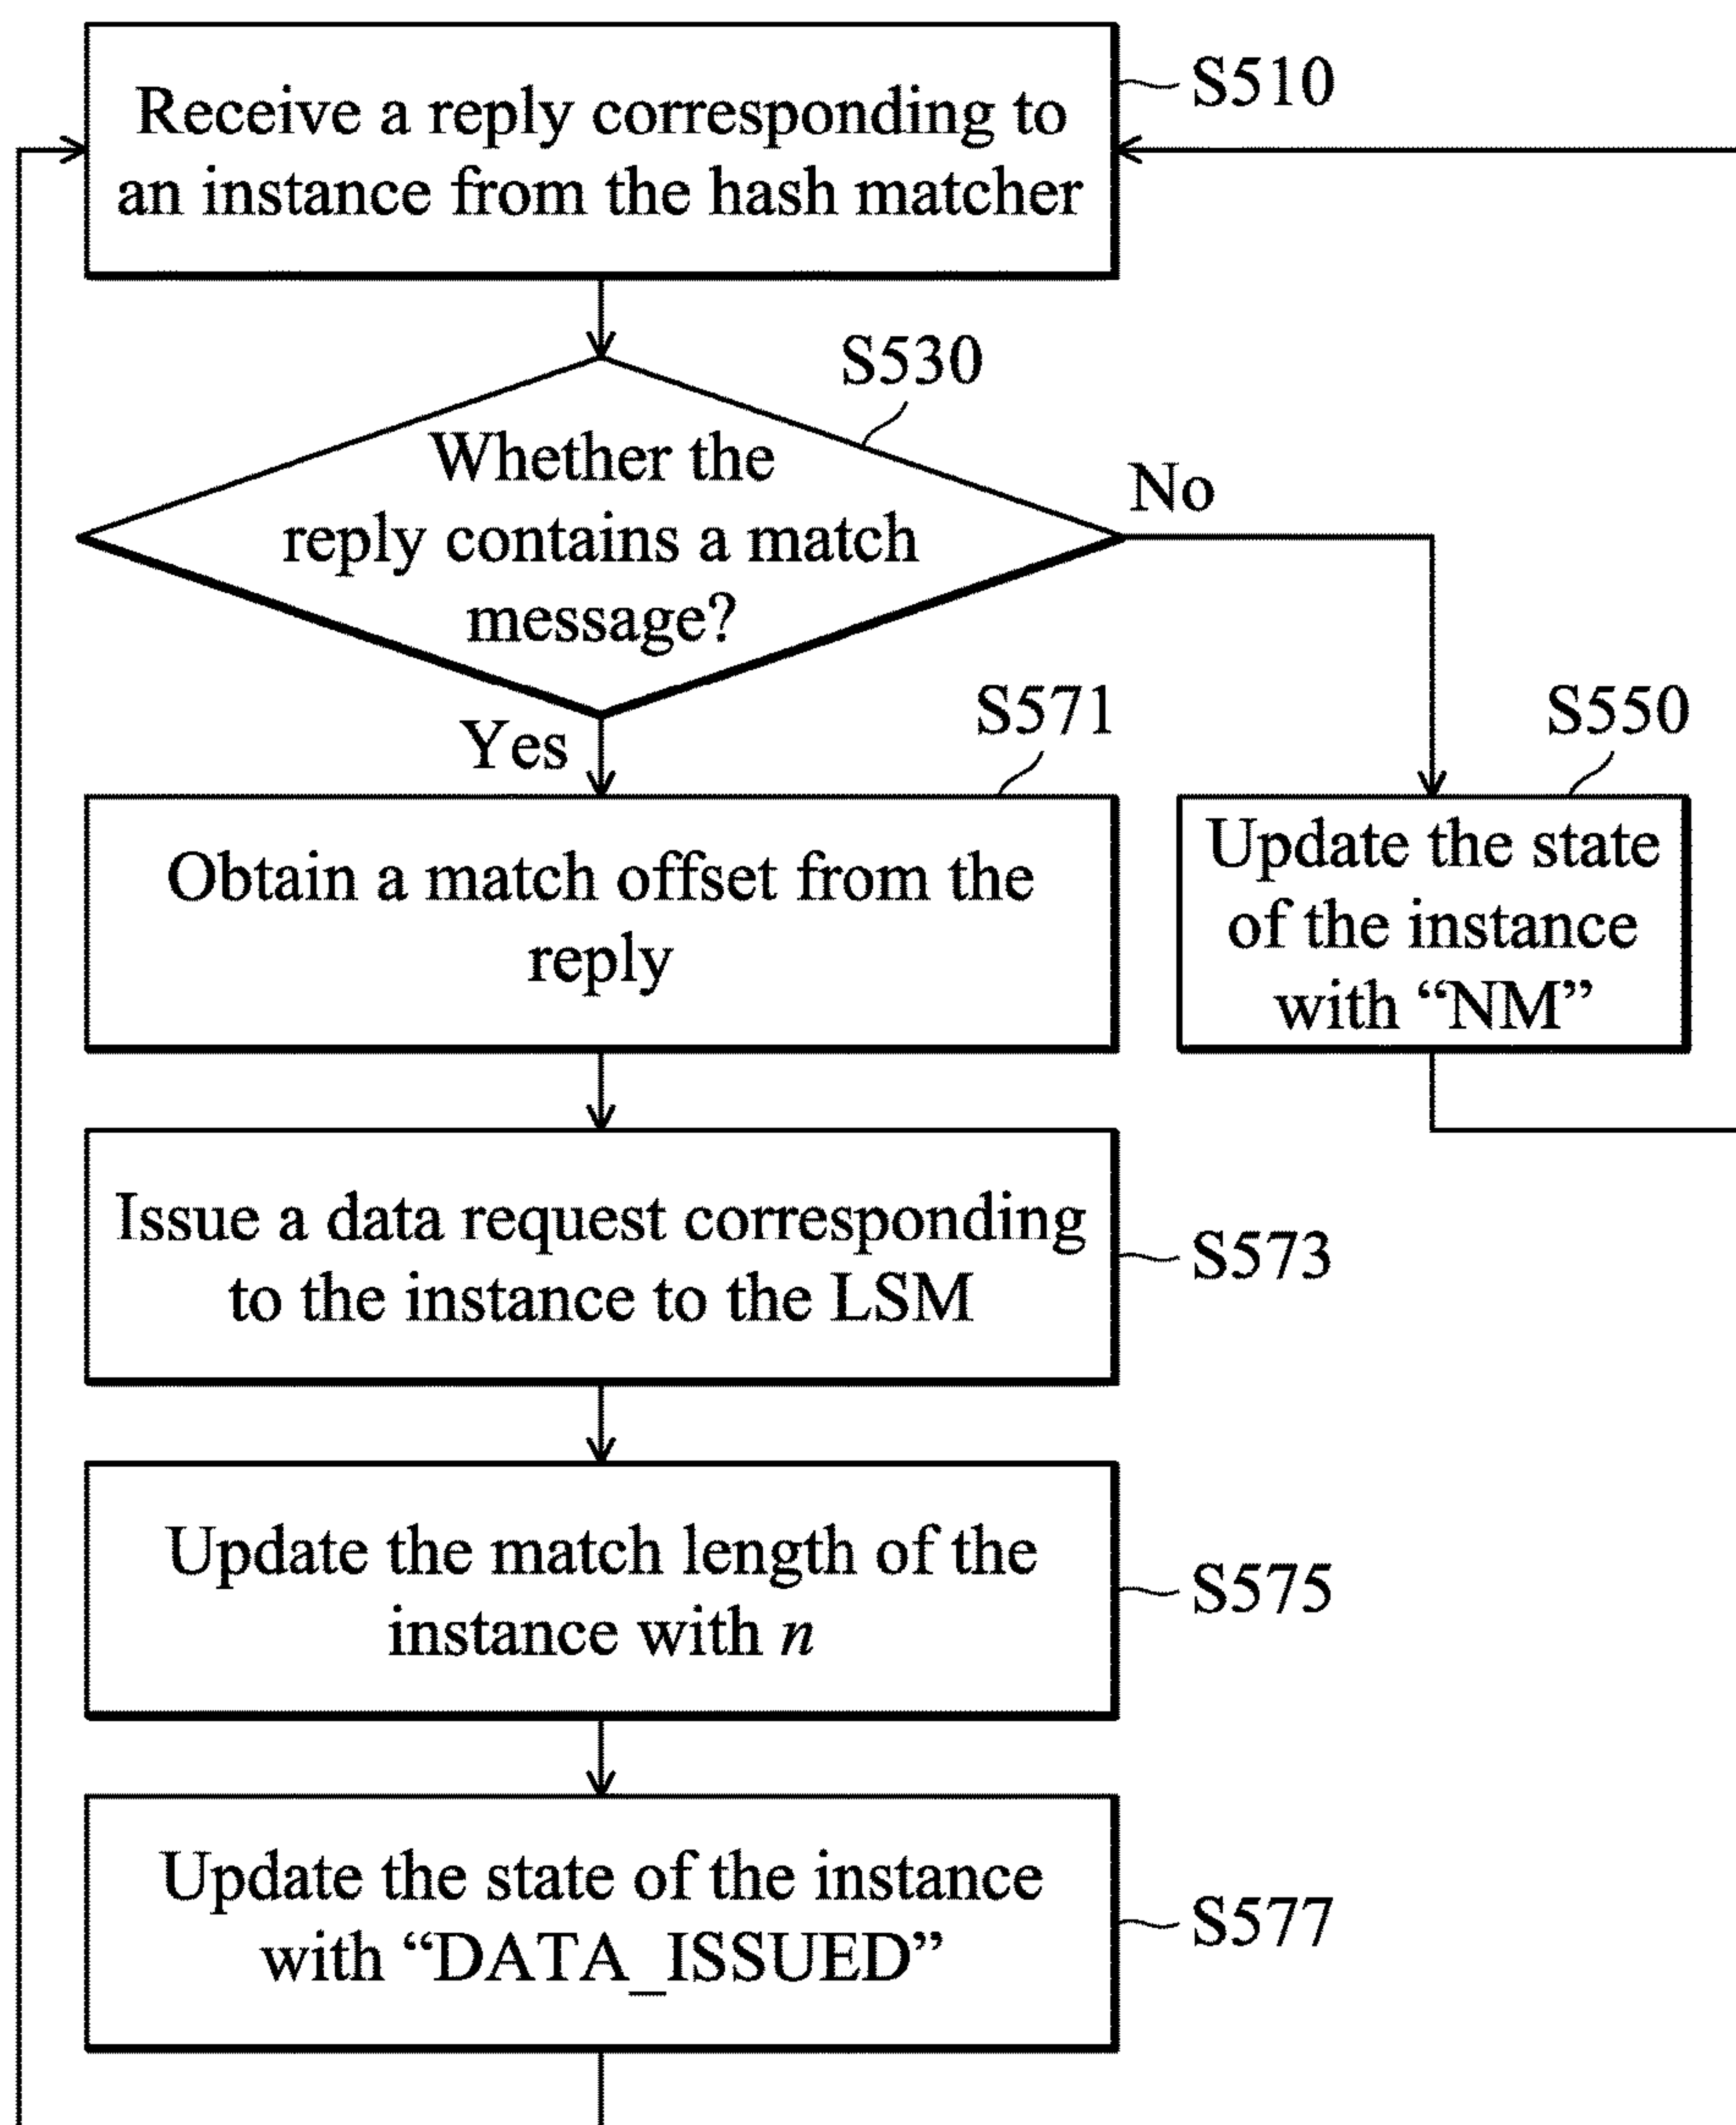 Receive a reply corresponding to
an instance from the hash matcher
S510
S530
Whether the
reply contains a match
message?
No
Yes
S571
Obtain a match offset from the
reply
S550
Update the state
of the instance
with “NM”
Issue a data request corresponding
to the instance to the LSM
S573
Update the match length of the
instance with n
S575
Update the state of the instance
with “DATA_ISSUED”
S577